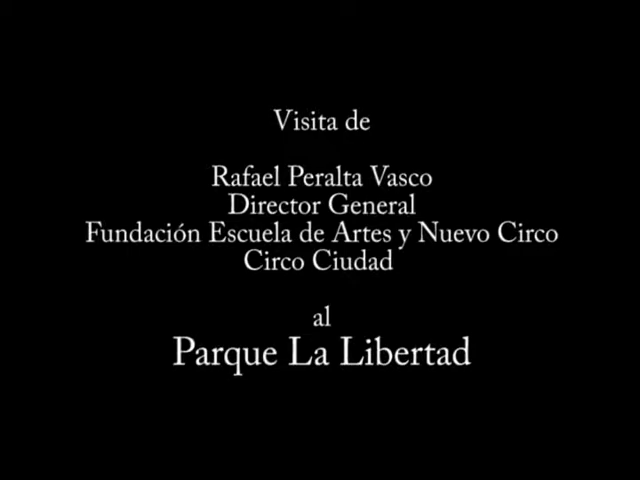 Visita de
Rafael Peralta Vasco
Director General
Fundación Escuela de Artes y Nuevo Circo
Circo Ciudad
al
Parque La Libertad